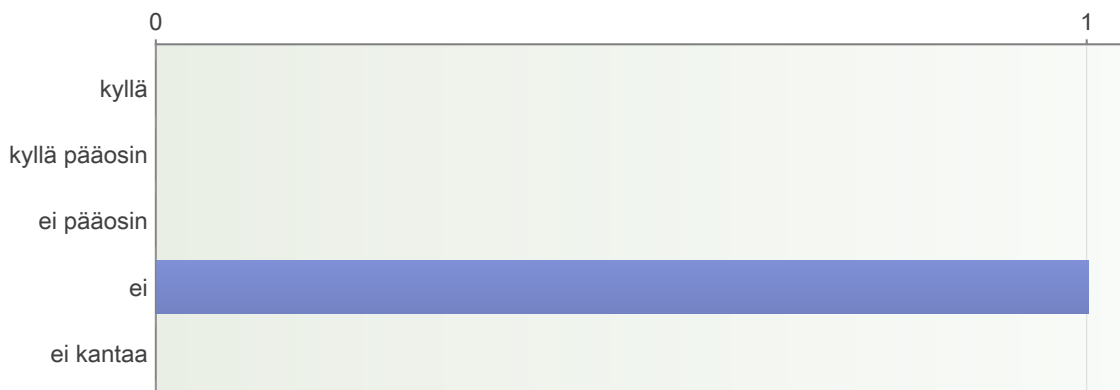 0 1
kyllä
kyllä pääosin
ei pääosin
ei
ei kantaa